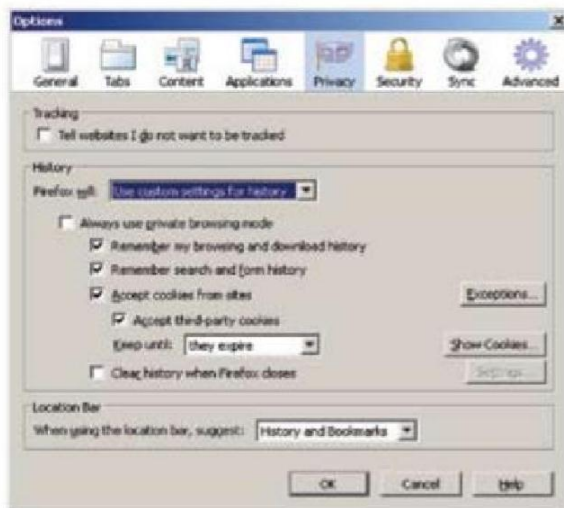 Options
General Tabs Content Applications Privacy Security Sync Advanced
Tracking
Tell websites I do not want to be tracked
History
Firefox will: Use custom settings for history
Always use private browsing mode
Remember my browsing and download history
Remember search and form history
Accept cookies from sites Exceptions...
Accept third-party cookies
Keep until: they expire Show Cookies...
Clear history when Firefox closes Settings...
Location Bar
When using the location bar, suggest: History and Bookmarks
OK Cancel Help